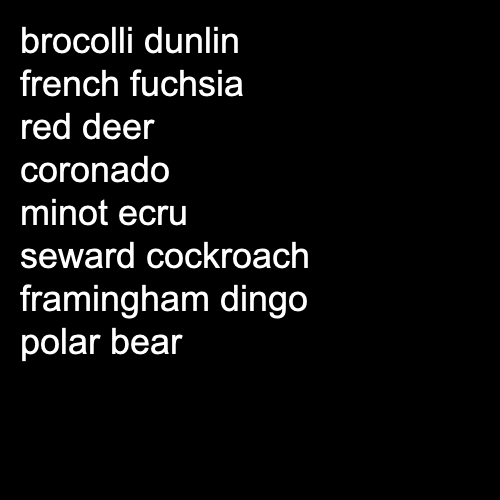 brocolli dunlin
french fuchsia
red deer
coronado
minot ecru
seward cockroach
framingham dingo
polar bear